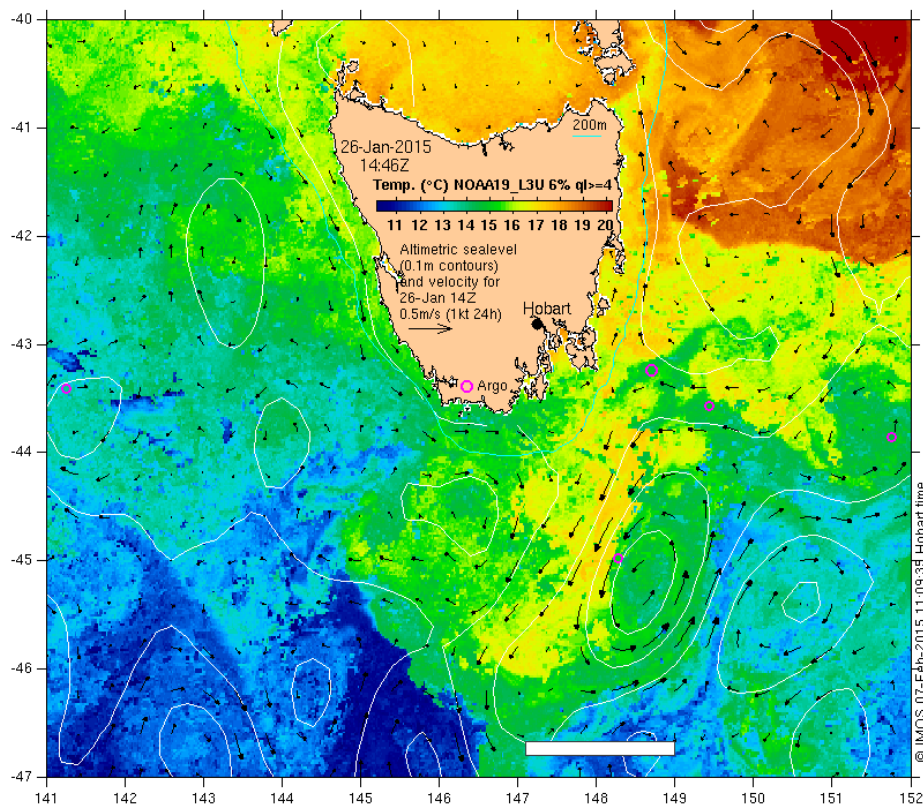 -40
-41
-42
-43
-44
-45
-46
-47
141 142 143 144 145 146 147 148 149 150 151 152
26-Jan-2015
14:46Z
200m
Temp. (°C) NOAA19_L3U 6% ql>=4
11 12 13 14 15 16 17 18 19 20
Altimetric sealevel
(0.1m contours)
and velocity for
26-Jan 14Z
0.5m/s (1kt 24h)
Hobart
Argo
© IMOS 07-Feb-2015 11:09:35 Hobart time